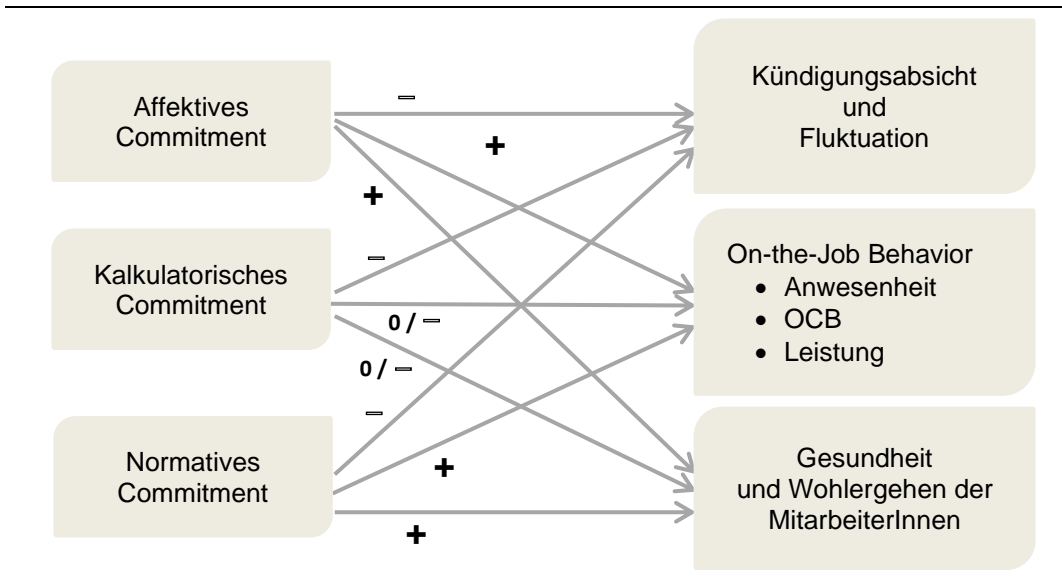 Affektives
Commitment
Kalkulatorisches
Commitment
Normatives
Commitment
–
+
+
–
0 / –
0 / –
–
+
+
Kündigungsabsicht
und
Fluktuation
On-the-Job Behavior
• Anwesenheit
• OCB
• Leistung
Gesundheit
und Wohlergehen der
MitarbeiterInnen